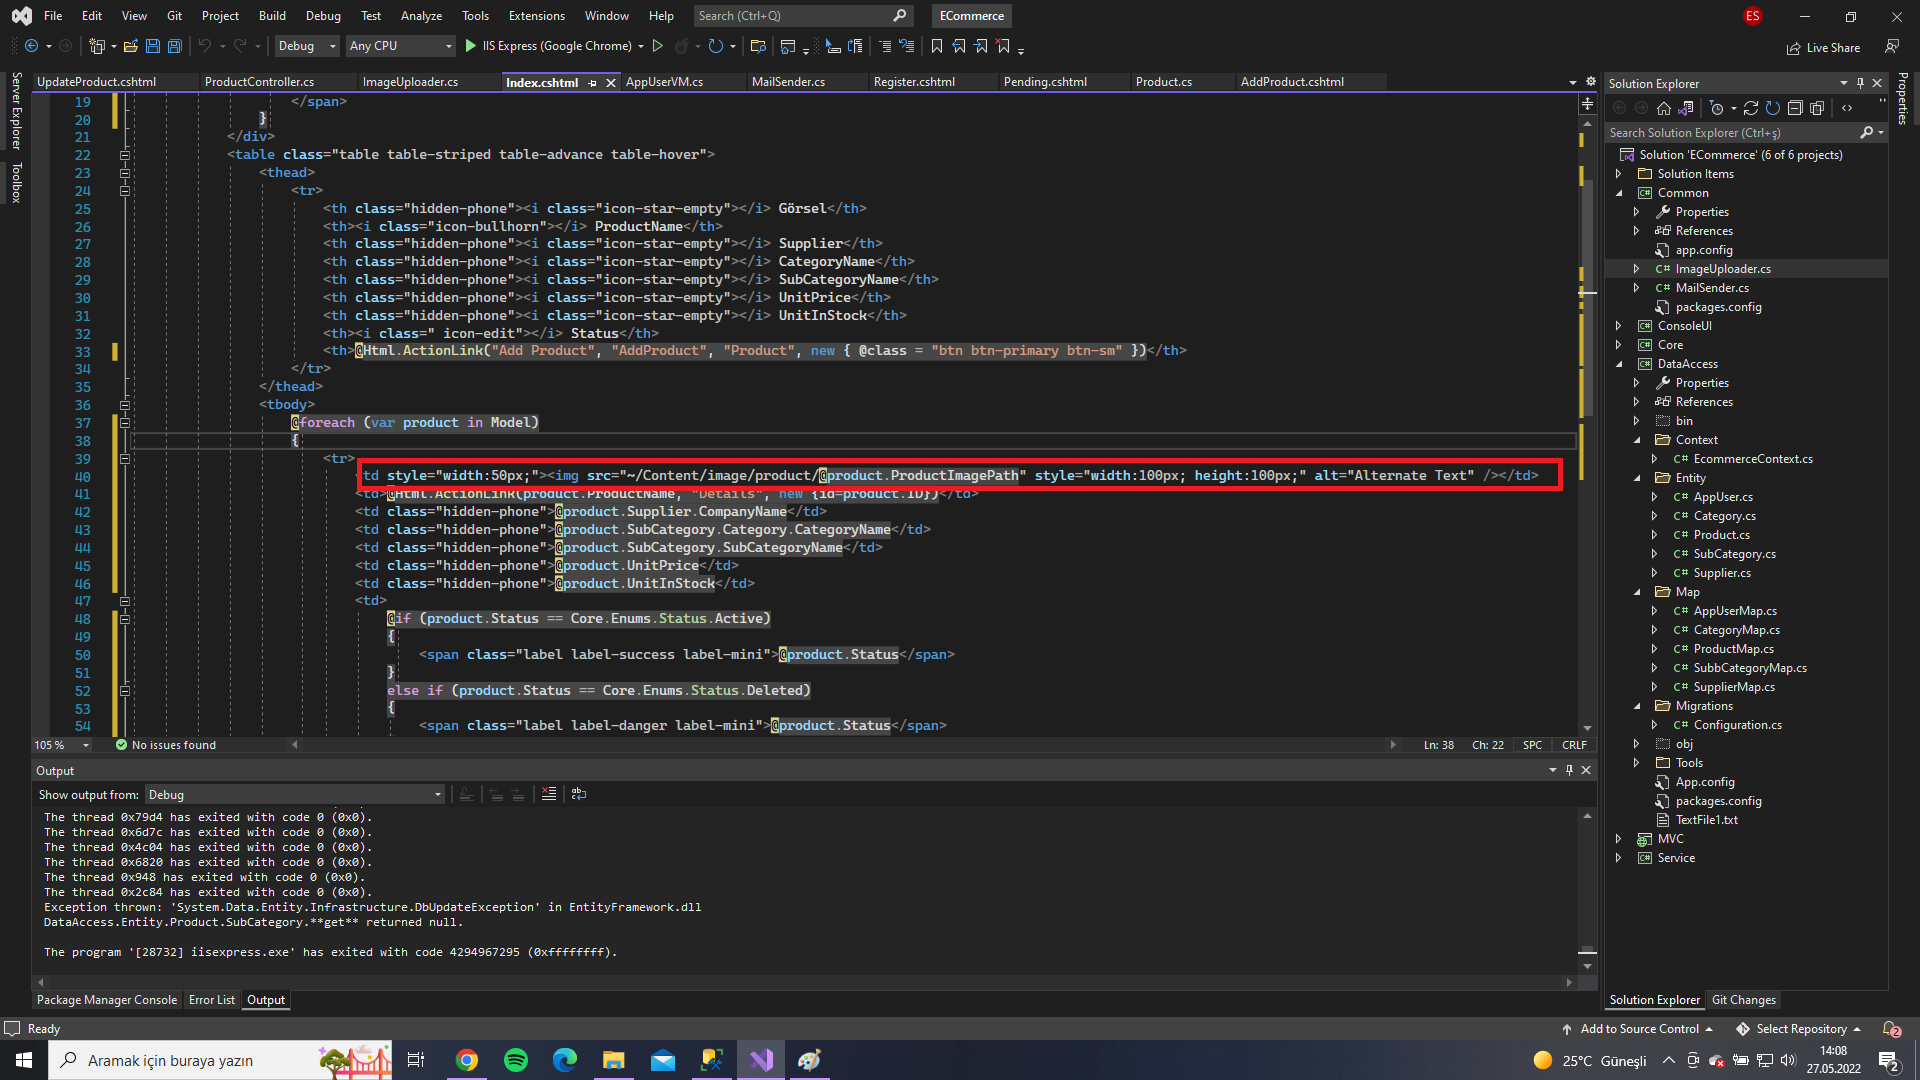 File Edit View Git Project Build Debug Test Analyze Tools Extensions Window Help Search (Ctrl+Q) ECommerce ES
Debug Any CPU IIS Express (Google Chrome) Live Share
UpdateProduct.cshtml ProductController.cs ImageUploader.cs Index.cshtml AppUserVM.cs MailSender.cs Register.cshtml Pending.cshtml Product.cs AddProduct.cshtml
Server Explorer
Toolbox
19 </span>
20 }
21 </div>
22 <table class="table table-striped table-advance table-hover">
23 <thead>
24 <tr>
25 <th class="hidden-phone"><i class="icon-star-empty"></i> Görsel</th>
26 <th><i class="icon-bullhorn"></i> ProductName</th>
27 <th class="hidden-phone"><i class="icon-star-empty"></i> Supplier</th>
28 <th class="hidden-phone"><i class="icon-star-empty"></i> CategoryName</th>
29 <th class="hidden-phone"><i class="icon-star-empty"></i> SubCategoryName</th>
30 <th class="hidden-phone"><i class="icon-star-empty"></i> UnitPrice</th>
31 <th class="hidden-phone"><i class="icon-star-empty"></i> UnitInStock</th>
32 <th><i class=" icon-edit"></i> Status</th>
33 <th>@Html.ActionLink("Add Product", "AddProduct", "Product", new { @class = "btn btn-primary btn-sm" })</th>
34 </tr>
35 </thead>
36 <tbody>
37 @foreach (var product in Model)
38 {
39 <tr>
40 <td style="width:50px;"><img src="~/Content/image/product/@product.ProductImagePath" style="width:100px; height:100px;" alt="Alternate Text" /></td>
41 <td>@Html.ActionLink(product.ProductName, "Details", new {id=product.ID})</td>
42 <td class="hidden-phone">@product.Supplier.CompanyName</td>
43 <td class="hidden-phone">@product.SubCategory.Category.CategoryName</td>
44 <td class="hidden-phone">@product.SubCategory.SubCategoryName</td>
45 <td class="hidden-phone">@product.UnitPrice</td>
46 <td class="hidden-phone">@product.UnitInStock</td>
47 <td>
48 @if (product.Status == Core.Enums.Status.Active)
49 {
50 <span class="label label-success label-mini">@product.Status</span>
51 }
52 else if (product.Status == Core.Enums.Status.Deleted)
53 {
54 <span class="label label-danger label-mini">@product.Status</span>
105 % No issues found Ln: 38 Ch: 22 SPC CRLF
Output
Show output from: Debug
The thread 0x79d4 has exited with code 0 (0x0).
The thread 0x6d7c has exited with code 0 (0x0).
The thread 0x4c04 has exited with code 0 (0x0).
The thread 0x6820 has exited with code 0 (0x0).
The thread 0x948 has exited with code 0 (0x0).
The thread 0x2c84 has exited with code 0 (0x0).
Exception thrown: 'System.Data.Entity.Infrastructure.DbUpdateException' in EntityFramework.dll
DataAccess.Entity.Product.SubCategory.**get** returned null.
The program '[28732] iisexpress.exe' has exited with code 4294967295 (0xffffffff).
Package Manager Console Error List Output
Solution Explorer
Search Solution Explorer (Ctrl+ş)
Solution 'ECommerce' (6 of 6 projects)
Solution Items
Common
Properties
References
app.config
ImageUploader.cs
MailSender.cs
packages.config
ConsoleUI
Core
DataAccess
Properties
References
bin
Context
EcommerceContext.cs
Entity
AppUser.cs
Category.cs
Product.cs
SubCategory.cs
Supplier.cs
Map
AppUserMap.cs
CategoryMap.cs
ProductMap.cs
SubbCategoryMap.cs
SupplierMap.cs
Migrations
Configuration.cs
obj
Tools
App.config
packages.config
TextFile1.txt
MVC
Service
Solution Explorer Git Changes
Properties
Ready Add to Source Control Select Repository 2
Aramak için buraya yazın 25°C Güneşli 14:08
27.05.2022 2